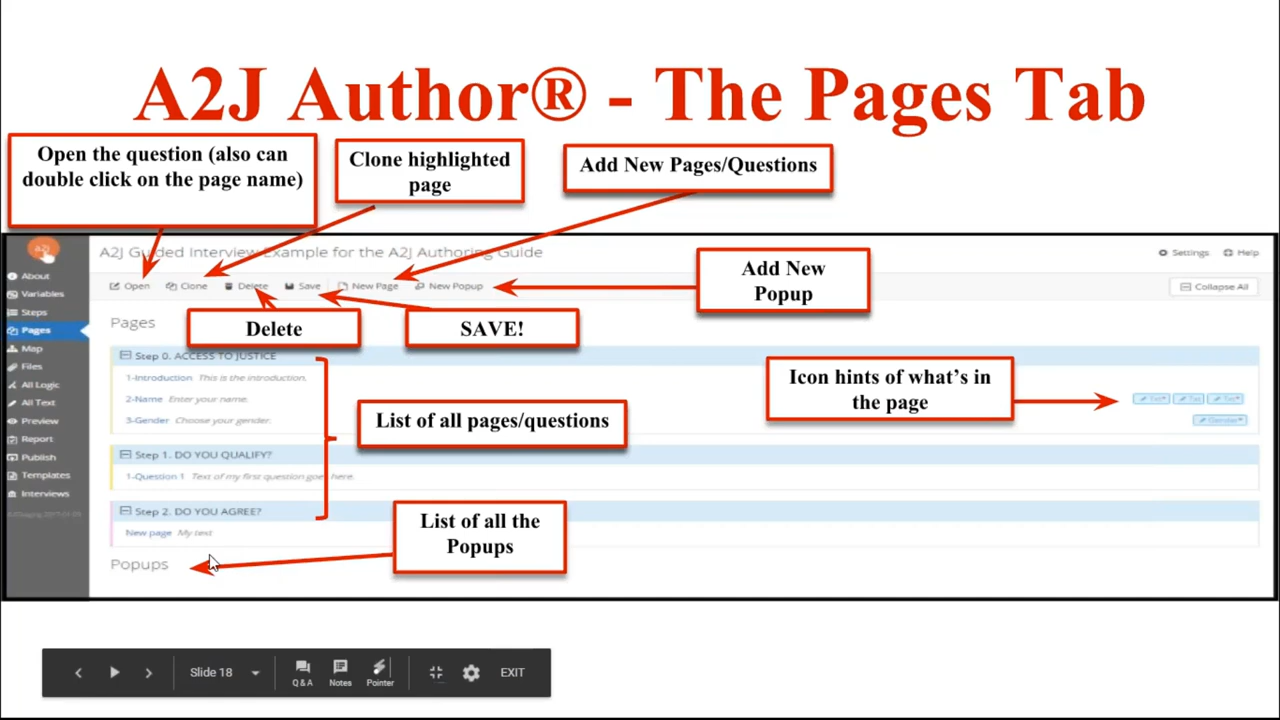 A2J Author® - The Pages Tab
Open the question (also can
double click on the page name)
Clone highlighted
page
Add New Pages/Questions
A2J
A2J Guided Interview Example for the A2J Authoring Guide
Settings
Help
Open
Clone
Delete
Save
New Page
New Popup
Collapse All
Add New
Popup
Delete
SAVE!
About
Variables
Steps
Pages
Map
Files
All Logic
All Text
Preview
Report
Publish
Templates
Interviews
Pages
Step 0. ACCESS TO JUSTICE
1-Introduction This is the introduction.
2-Name Enter your name.
3-Gender Choose your gender.
Step 1. DO YOU QUALIFY?
1-Question 1 Text of my first question goes here.
Step 2. DO YOU AGREE?
New page My text
Popups
List of all pages/questions
Icon hints of what's in
the page
Gender*
List of all the
Popups
Slide 18
Q & A
Notes
Pointer
EXIT